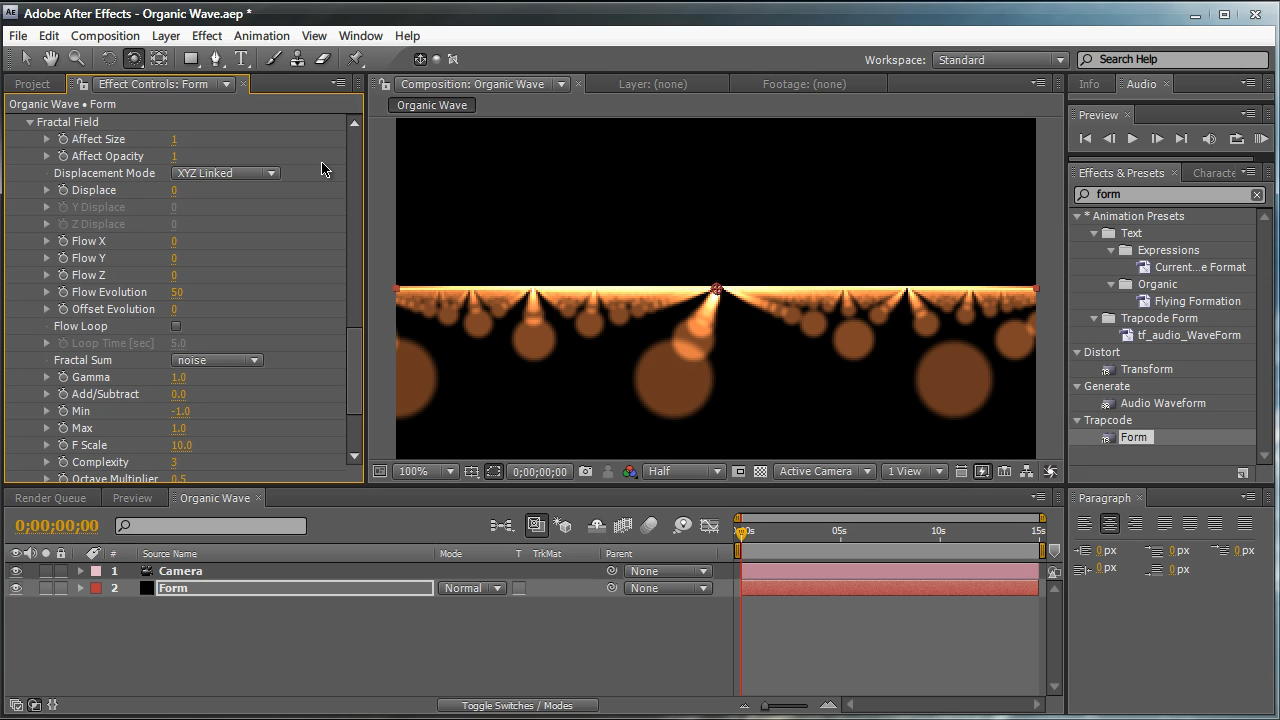 Ae Adobe After Effects - Organic Wave.aep *
File Edit Composition Layer Effect Animation View Window Help
Workspace: Standard Search Help
Project Effect Controls: Form Composition: Organic Wave Layer: (none) Footage: (none) Info Audio
Organic Wave • Form
Organic Wave
Fractal Field
Affect Size 1
Affect Opacity 1
Displacement Mode XYZ Linked
Displace 0
Y Displace 0
Z Displace 0
Flow X 0
Flow Y 0
Flow Z 0
Flow Evolution 50
Offset Evolution 0
Flow Loop
Loop Time [sec] 5.0
Fractal Sum noise
Gamma 1.0
Add/Subtract 0.0
Min -1.0
Max 1.0
F Scale 10.0
Complexity 3
Octave Multiplier 0.5
100% 0;00;00;00 Half Active Camera 1 View
Preview
Effects & Presets Characte
form
* Animation Presets
Text
Expressions
Current...e Format
Organic
Flying Formation
Trapcode Form
tf_audio_WaveForm
Distort
Transform
Generate
Audio Waveform
Trapcode
Form
Render Queue Preview Organic Wave
0;00;00;00
05s 10s 15s
# Source Name Mode T TrkMat Parent
1 Camera None
2 Form Normal None
Toggle Switches / Modes
Paragraph
0 px 0 px 0 px
0 px 0 px